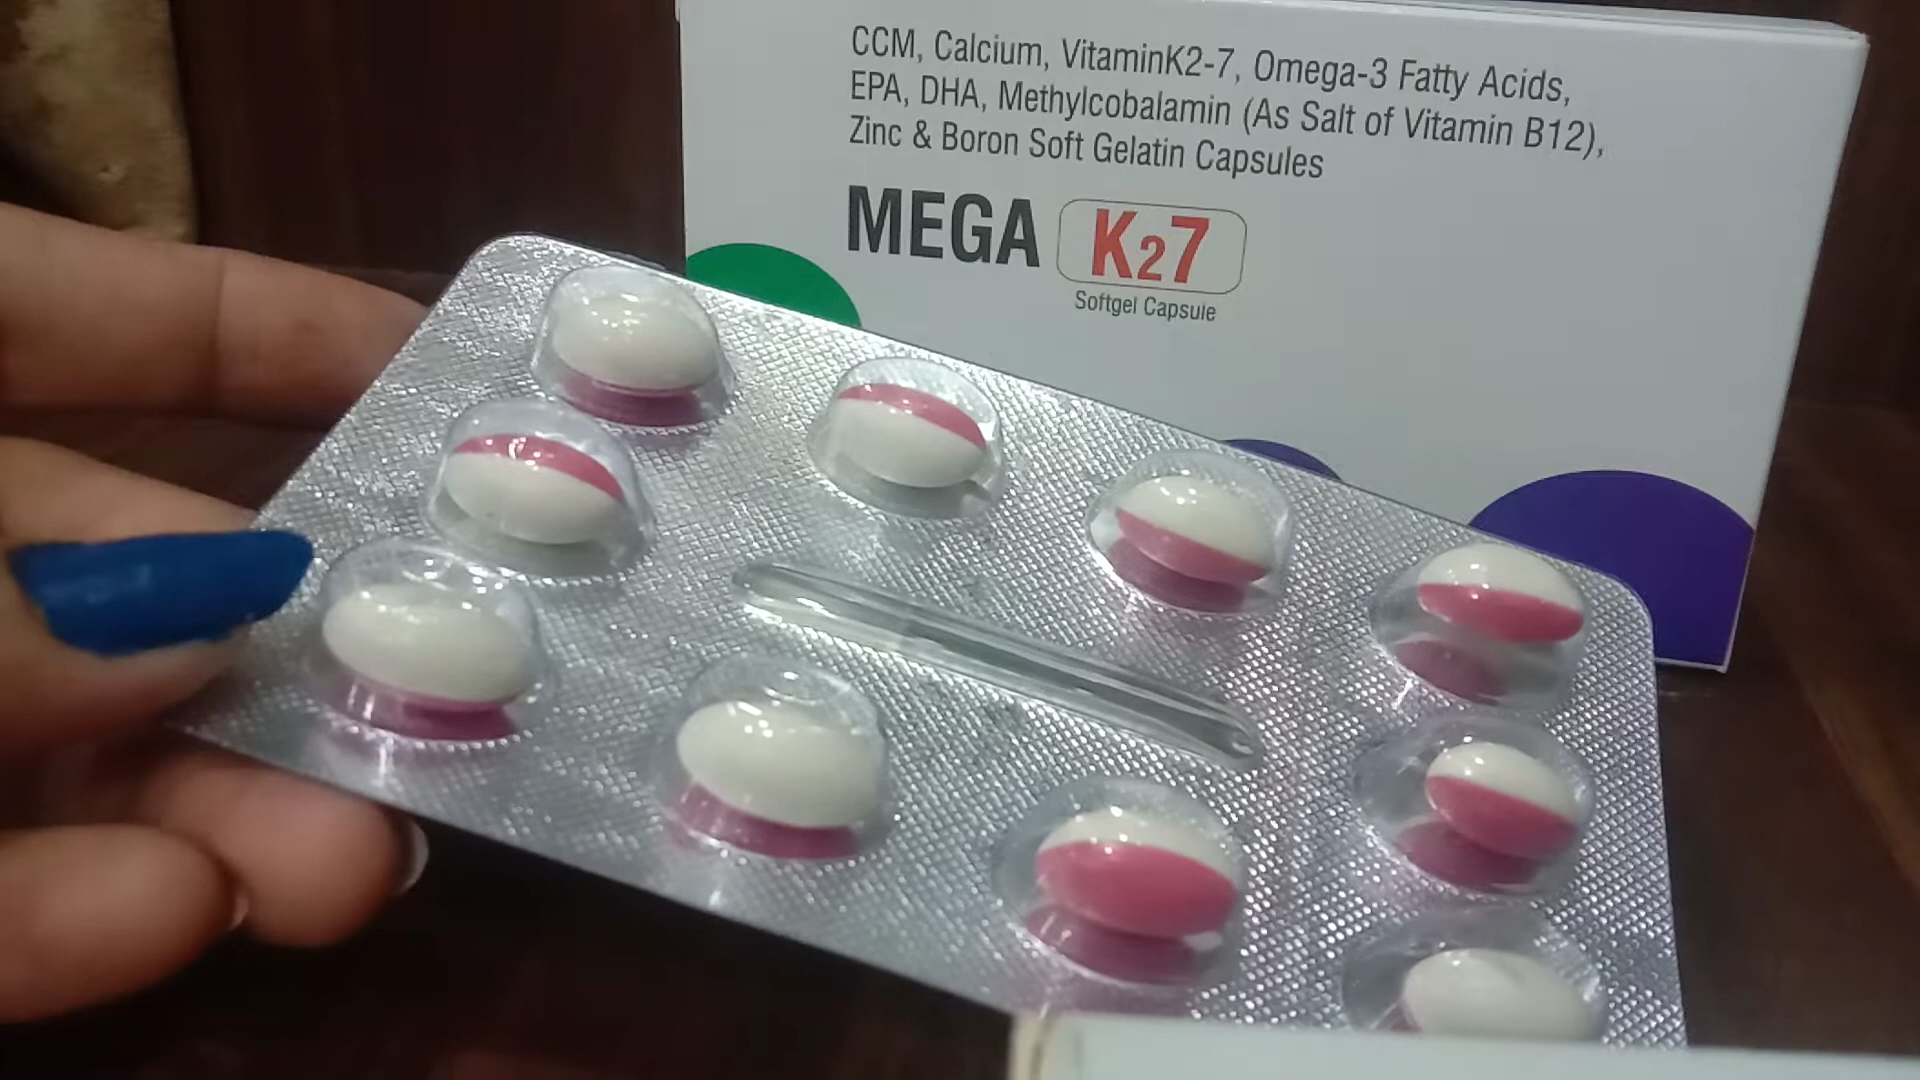 CCM, Calcium, VitaminK2-7, Omega-3 Fatty Acids,
EPA, DHA, Methylcobalamin (As Salt of Vitamin B12),
Zinc & Boron Soft Gelatin Capsules
MEGA K27
Softgel Capsule